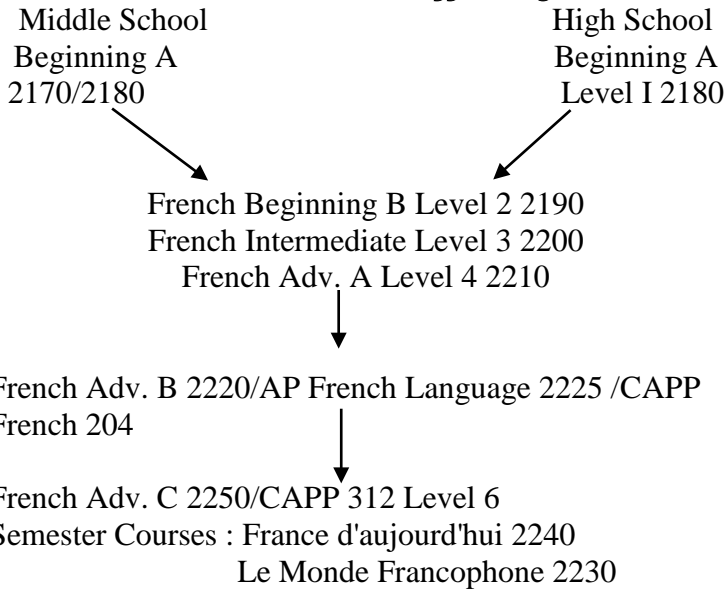 Middle School High School
Beginning A Beginning A
2170/2180 Level I 2180
French Beginning B Level 2 2190
French Intermediate Level 3 2200
French Adv. A Level 4 2210
French Adv. B 2220/AP French Language 2225 /CAPP
French 204
French Adv. C 2250/CAPP 312 Level 6
Semester Courses : France d'aujourd'hui 2240
Le Monde Francophone 2230